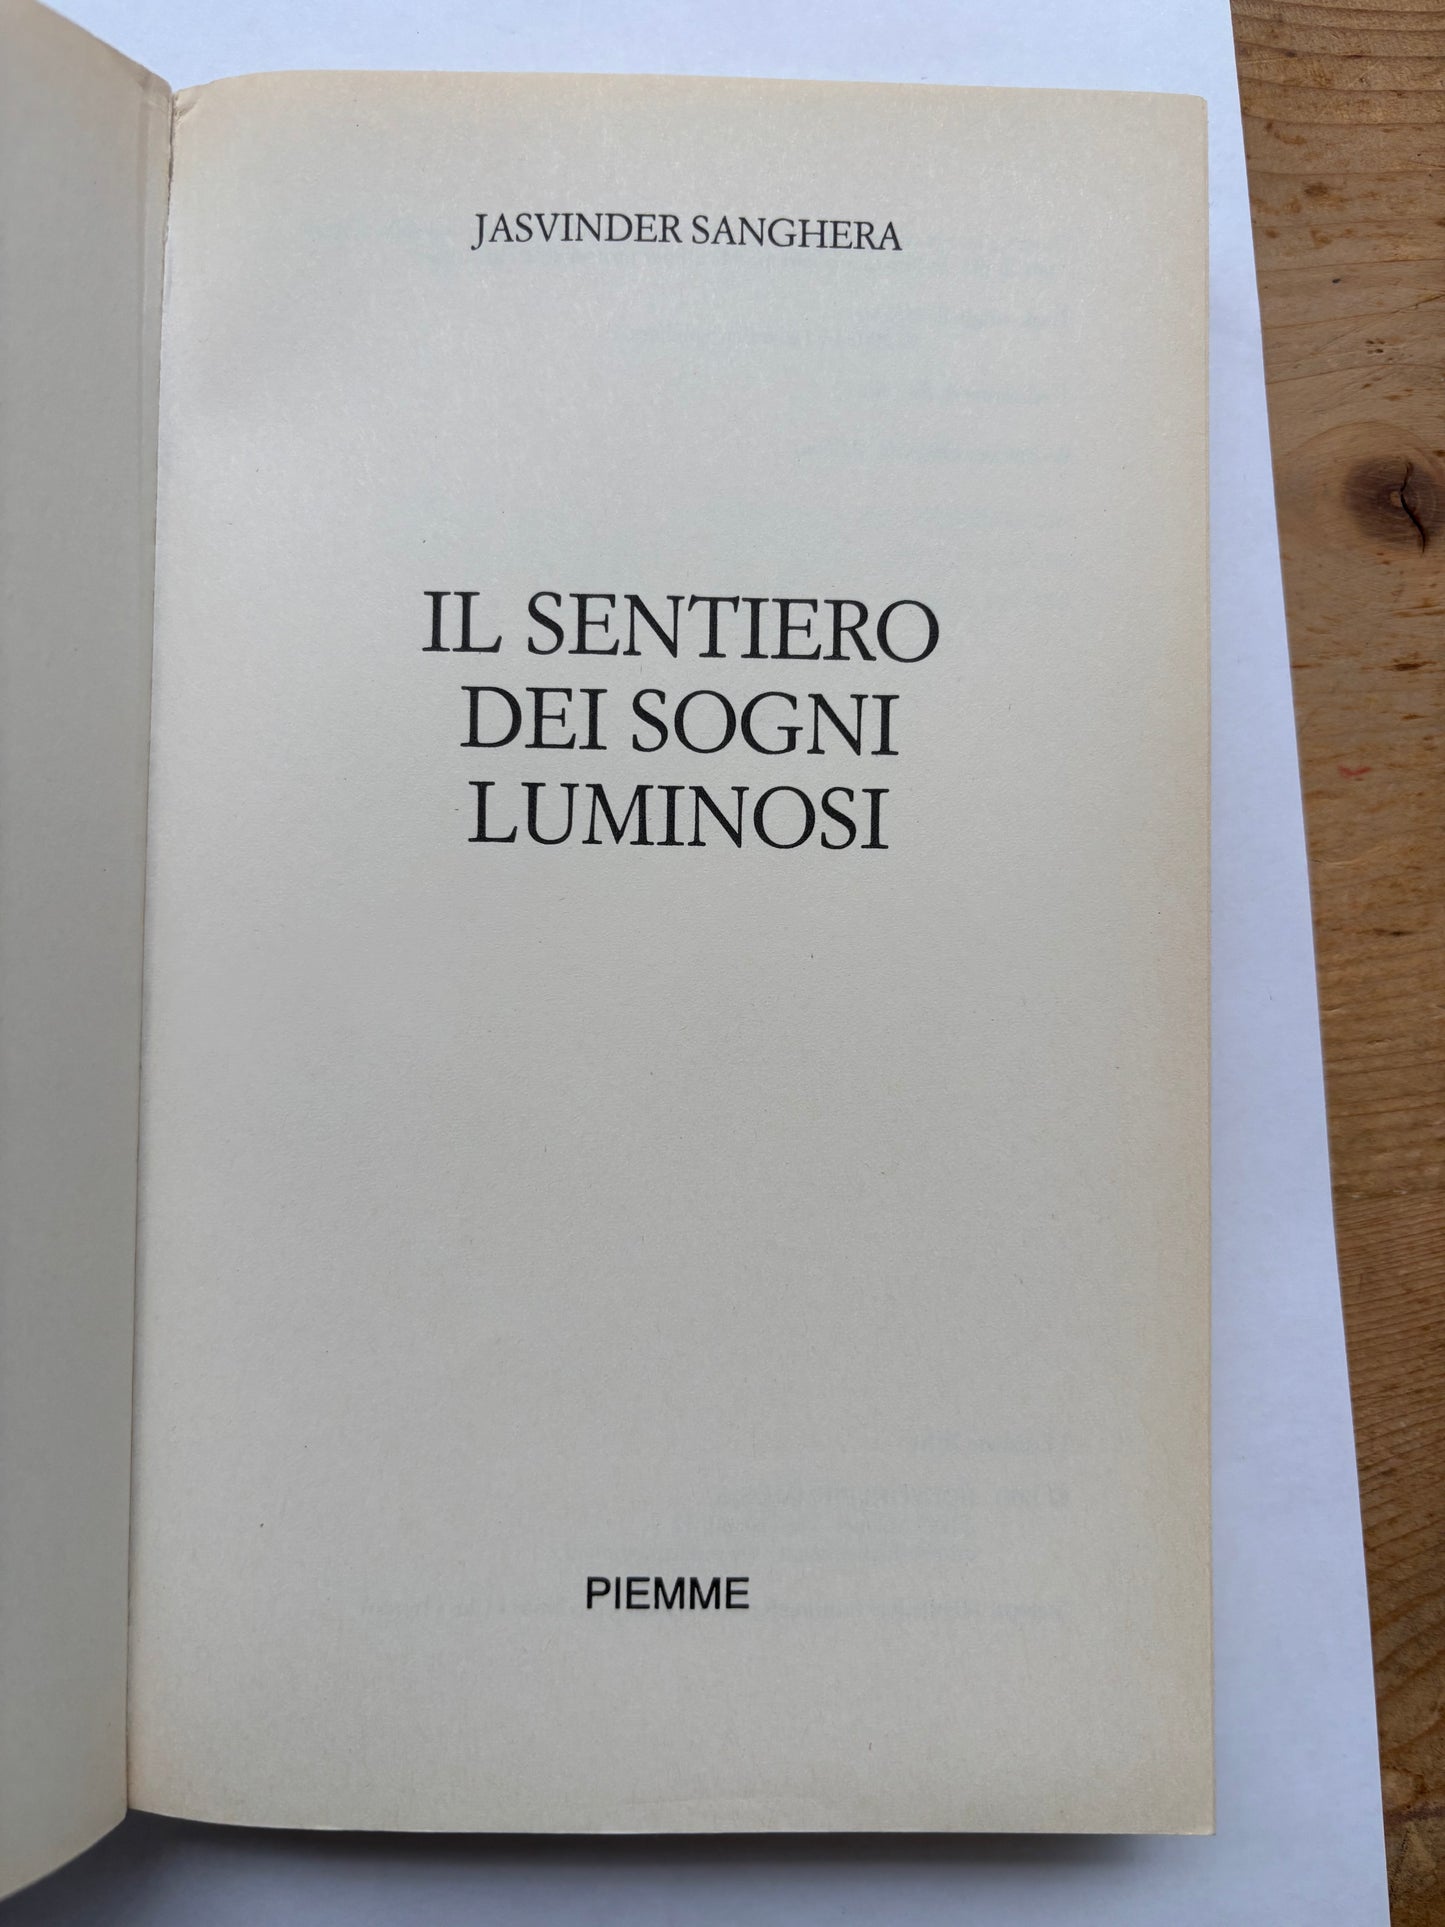 JASVINDER SANGHERA
IL SENTIERO
DEI SOGNI
LUMINOSI
PIEMME